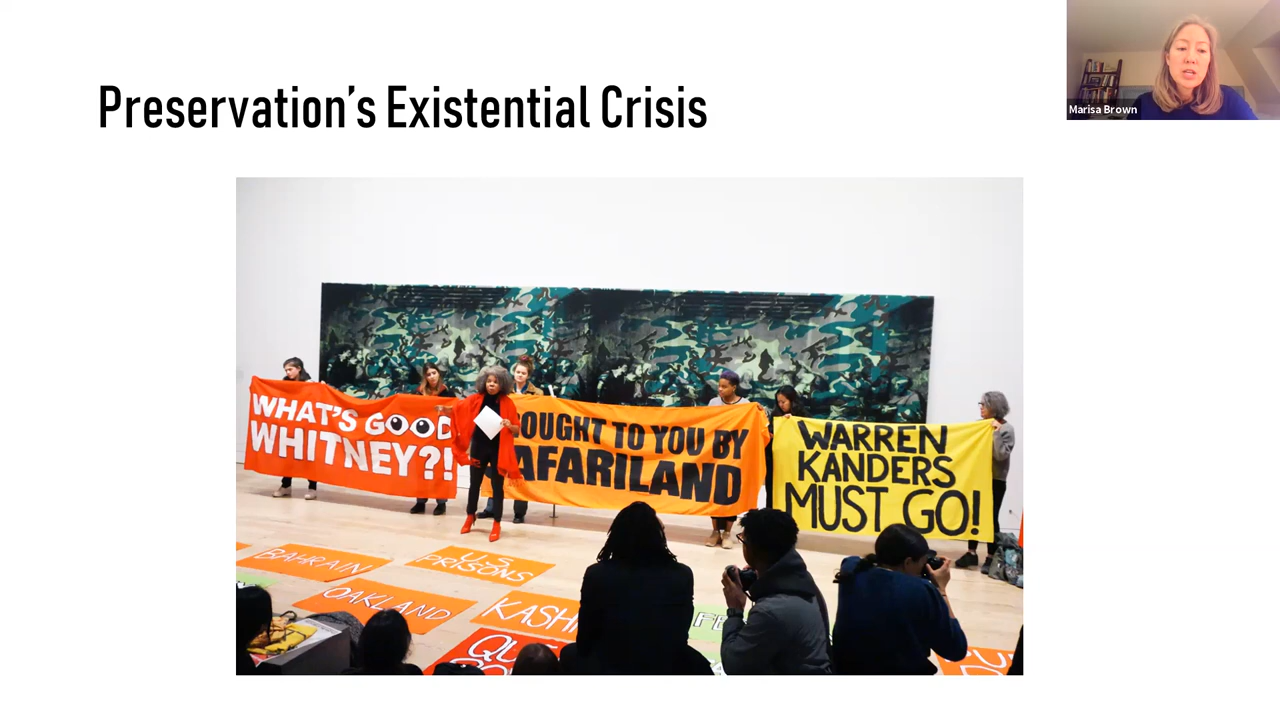 Preservation's Existential Crisis
Marisa Brown
WHAT'S GOOD
WHITNEY?!
OUGHT TO YOU BY
AFARILAND
WARREN
KANDERS
MUST GO!
BAHRAIN
U.S.
PRISONS
OAKLAND
KASH
QUE